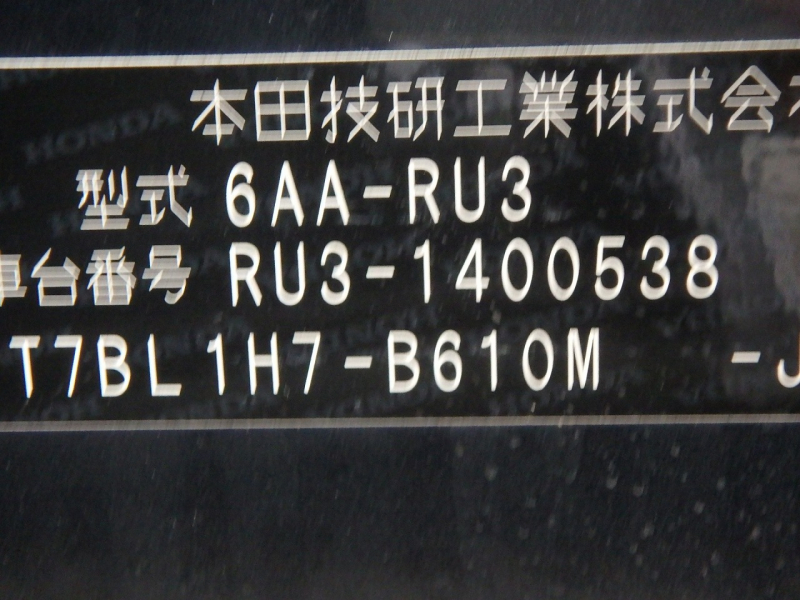 本田技研工業株式会
型式 6AA-RU3
車台番号 RU3-1400538
T7BL1H7-B610M -J